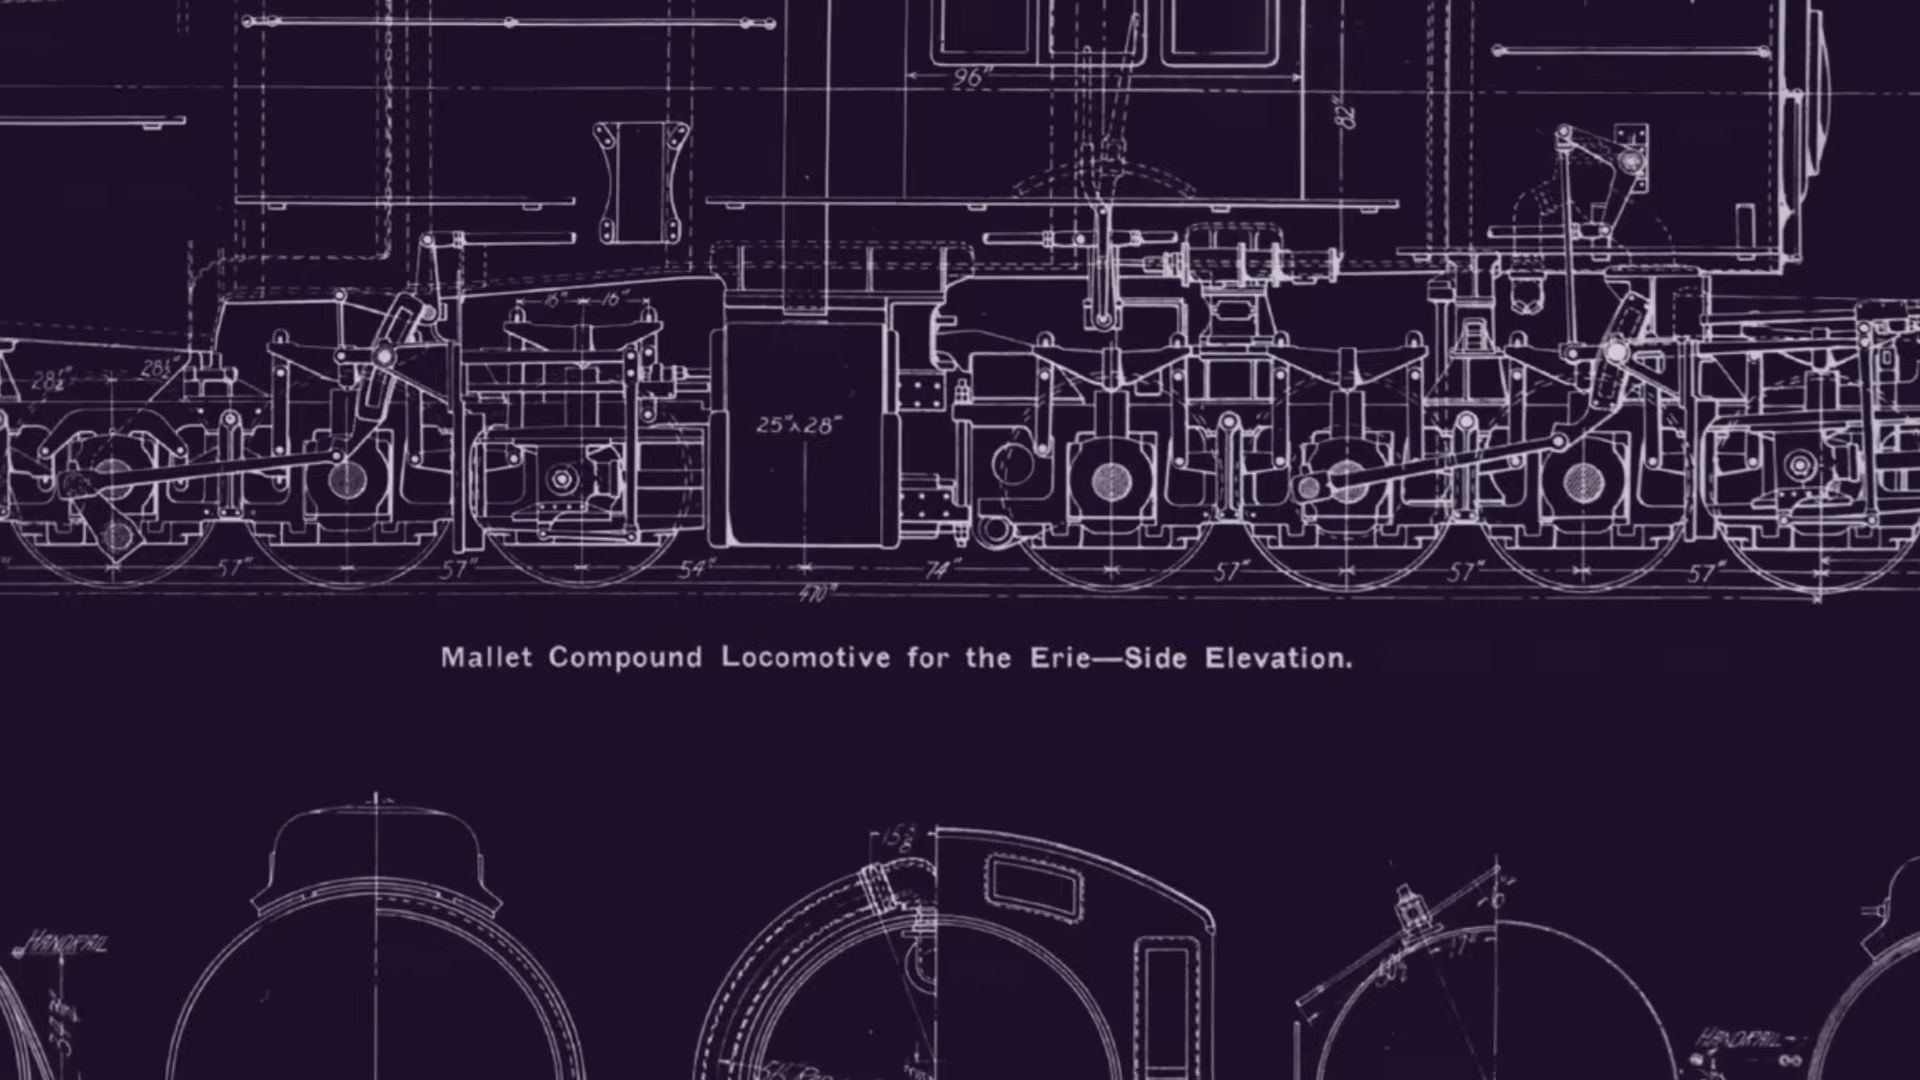 96"
82"
16" 16"
28½" 28½"
25"x28"
57" 57" 54" 74" 57" 57" 57"
470"
Mallet Compound Locomotive for the Erie—Side Elevation.
15⅝
HANDRAIL
17"
HANDRAIL